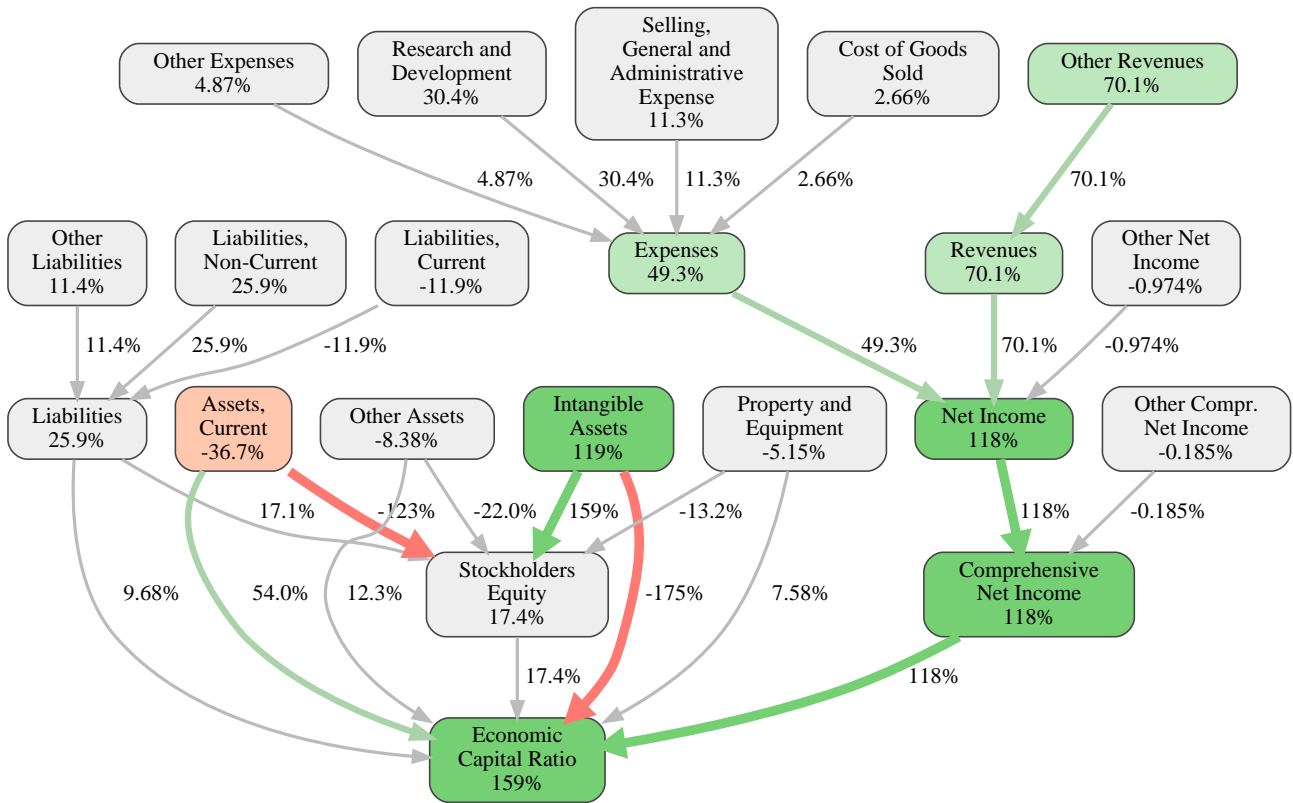 Other Expenses
4.87%
Research and
Development
30.4%
Selling,
General and
Administrative
Expense
11.3%
Cost of Goods
Sold
2.66%
Other Revenues
70.1%
4.87%
30.4%
11.3%
2.66%
70.1%
Other
Liabilities
11.4%
Liabilities,
Non-Current
25.9%
Liabilities,
Current
-11.9%
Expenses
49.3%
Revenues
70.1%
Other Net
Income
-0.974%
11.4%
25.9%
-11.9%
49.3%
70.1%
-0.974%
Liabilities
25.9%
Assets,
Current
-36.7%
Other Assets
-8.38%
Intangible
Assets
119%
Property and
Equipment
-5.15%
Net Income
118%
Other Compr.
Net Income
-0.185%
17.1%
-123%
-22.0%
159%
-13.2%
118%
-0.185%
9.68%
54.0%
12.3%
Stockholders
Equity
17.4%
-175%
7.58%
Comprehensive
Net Income
118%
17.4%
118%
Economic
Capital Ratio
159%